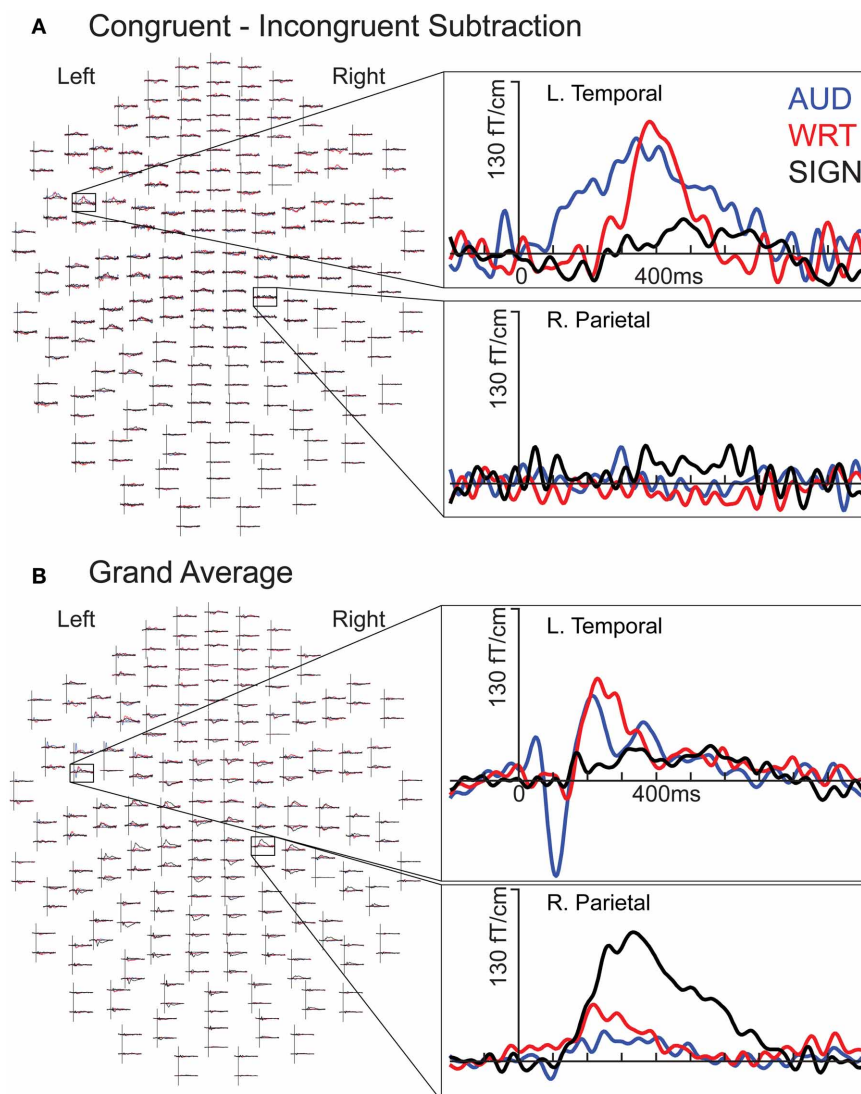 A Congruent - Incongruent Subtraction
Left Right
130 fT/cm
L. Temporal
AUD
WRT
SIGN
0 400ms
130 fT/cm
R. Parietal
B Grand Average
Left Right
130 fT/cm
L. Temporal
0 400ms
130 fT/cm
R. Parietal